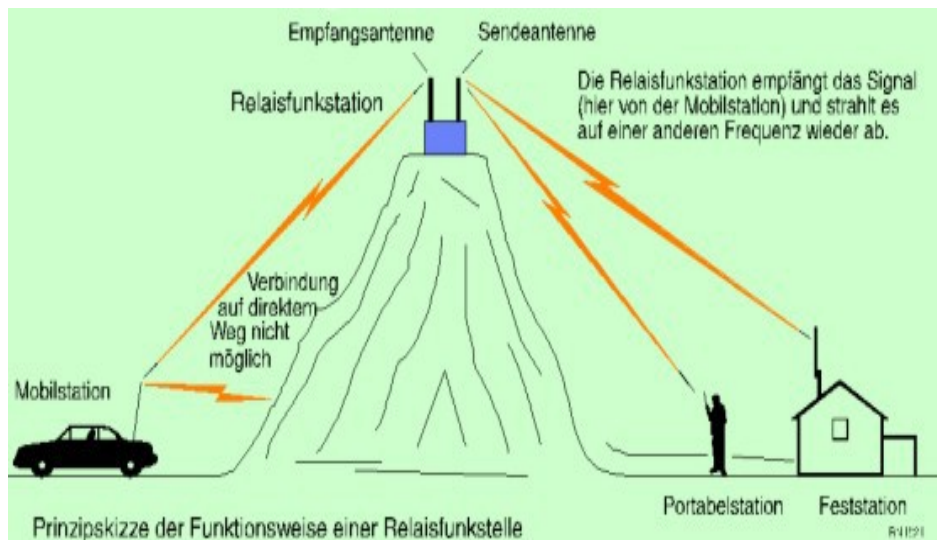 Empfangsantenne
Sendeantenne
Relaisfunkstation
Die Relaisfunkstation empfängt das Signal
(hier von der Mobilstation) und strahlt es
auf einer anderen Frequenz wieder ab.
Verbindung
auf direktem
Weg nicht
möglich
Mobilstation
Portabelstation
Feststation
Prinzipskizze der Funktionsweise einer Relaisfunkstelle